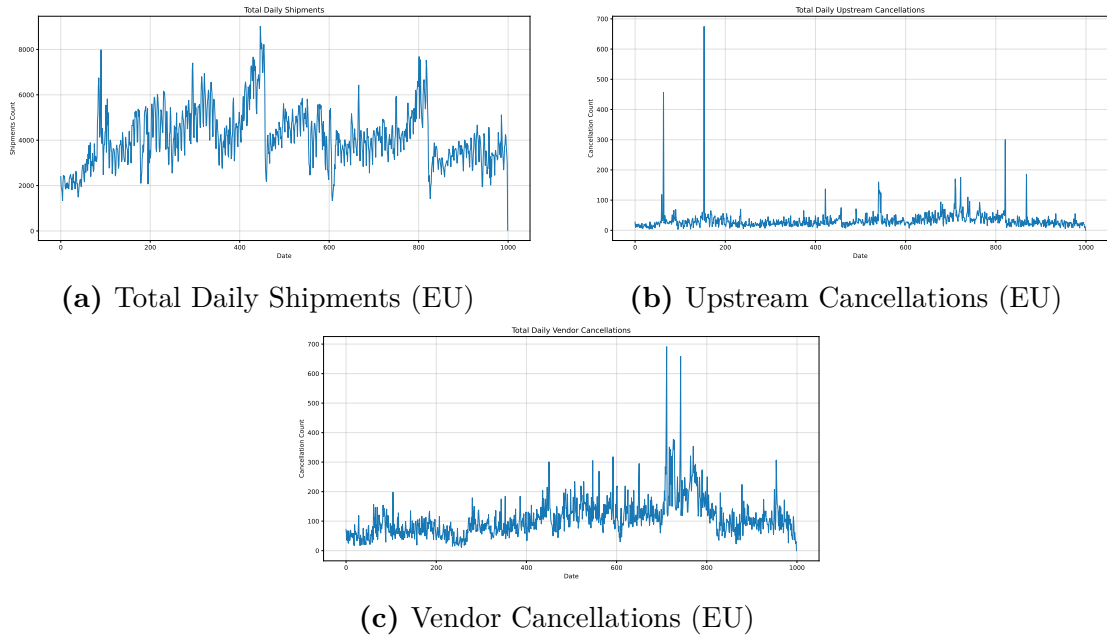 Total Daily Shipments
Shipments Count
8000
6000
4000
2000
0
0 200 400 600 800 1000
Date
(a) Total Daily Shipments (EU)
Total Daily Upstream Cancellations
Cancellation Count
700
600
500
400
300
200
100
0
0 200 400 600 800 1000
Date
(b) Upstream Cancellations (EU)
Total Daily Vendor Cancellations
Cancellation Count
700
600
500
400
300
200
100
0
0 200 400 600 800 1000
Date
(c) Vendor Cancellations (EU)